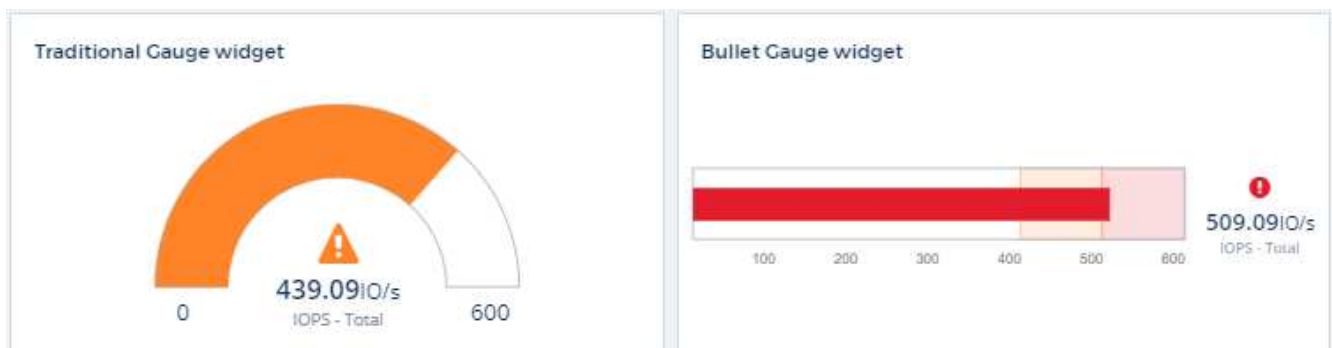 Traditional Gauge widget
439.09IO/s
0
IOPS - Total
600
Bullet Gauge widget
100 200 300 400 500 600
509.09IO/s
IOPS - Total